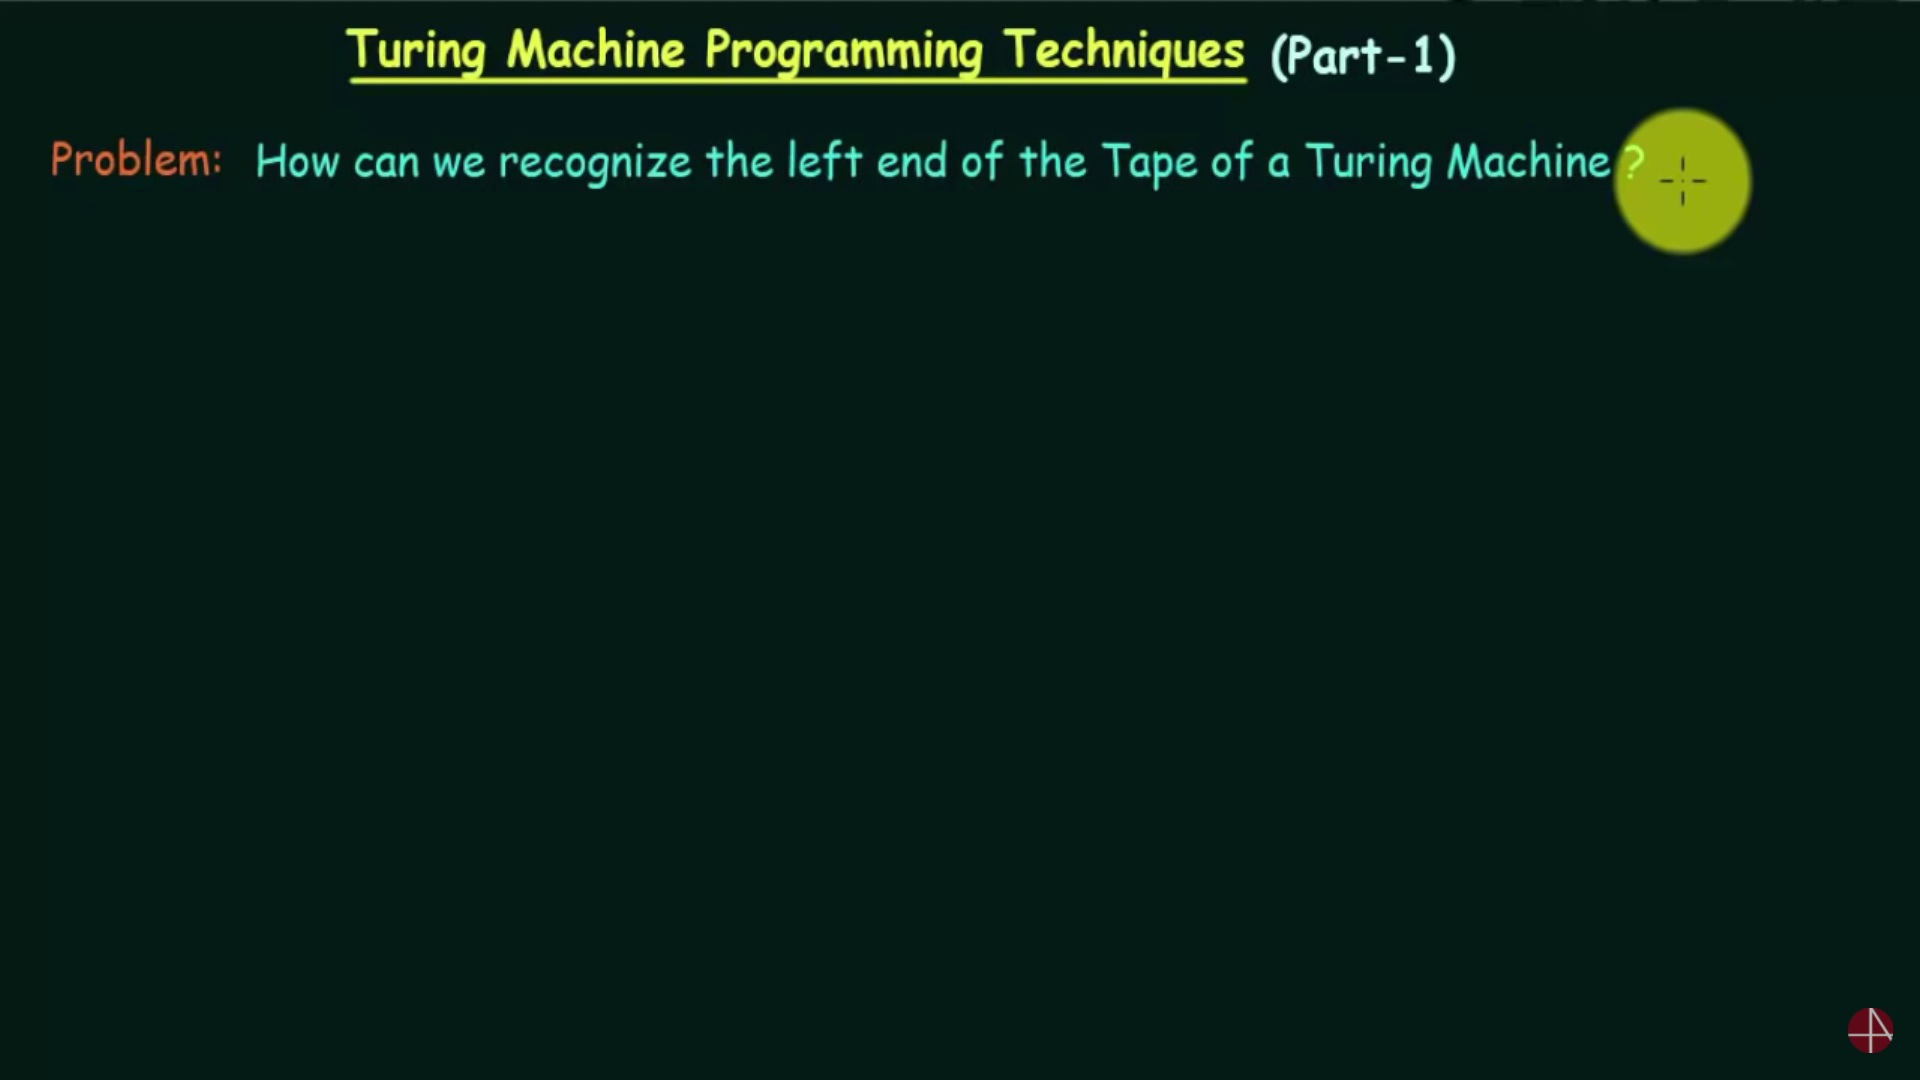 Turing Machine Programming Techniques (Part-1)
Problem: How can we recognize the left end of the Tape of a Turing Machine ?